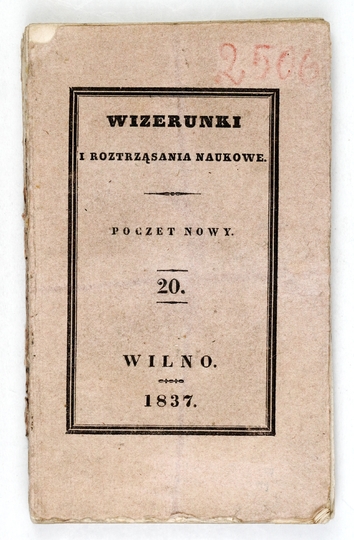 2506
WIZERUNKI
I ROZTRZĄSANIA NAUKOWE.
POCZET NOWY.
20.
WILNO.
1837.